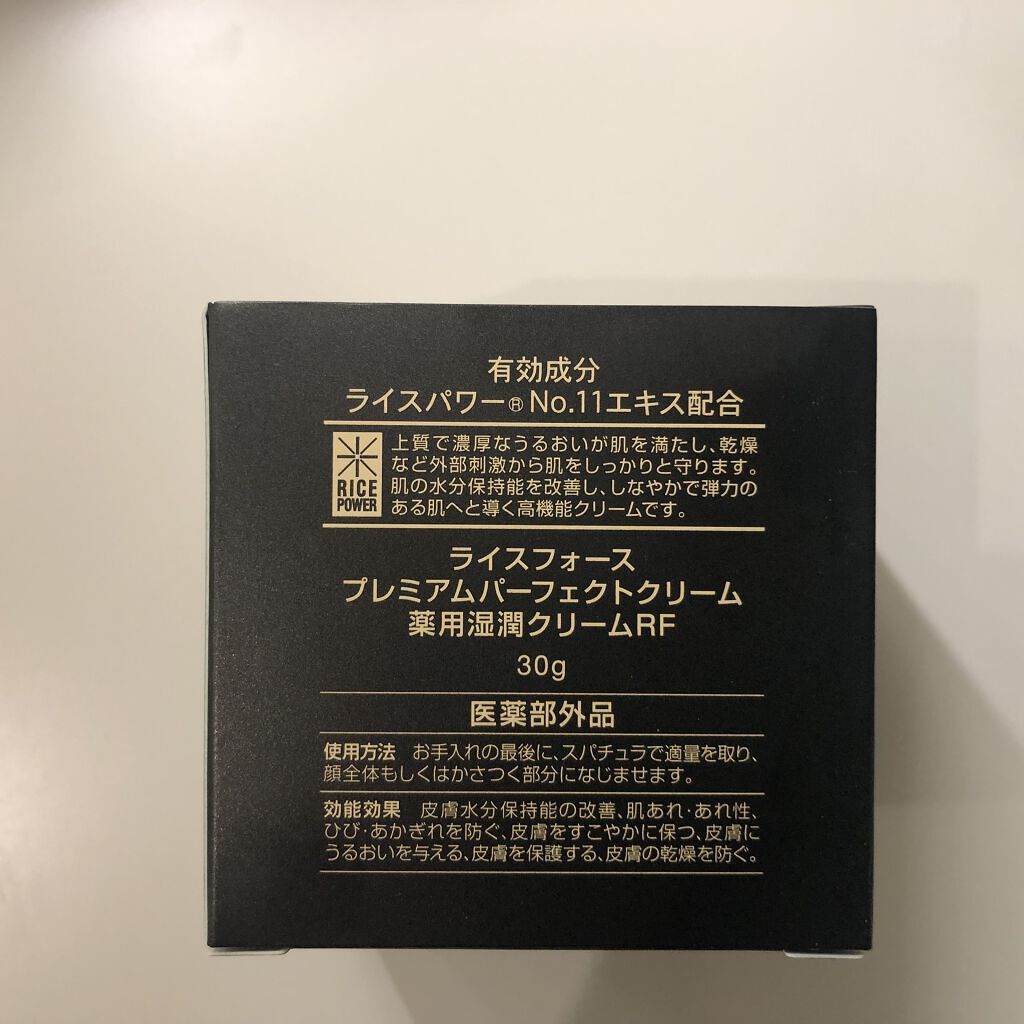 有効成分
ライスパワー® No.11エキス配合
上質で濃厚なうるおいが肌を満たし、乾燥
など外部刺激から肌をしっかりと守ります。
肌の水分保持能を改善し、しなやかで弾力の
ある肌へと導く高機能クリームです。
米
RICE
POWER
ライスフォース
プレミアムパーフェクトクリーム
薬用湿潤クリームRF
30g
医薬部外品
使用方法 お手入れの最後に、スパチュラで適量を取り、
顔全体もしくはかさつく部分になじませます。
効能効果 皮膚水分保持能の改善、肌あれ・あれ性、
ひび・あかぎれを防ぐ、皮膚をすこやかに保つ、皮膚に
うるおいを与える、皮膚を保護する、皮膚の乾燥を防ぐ。